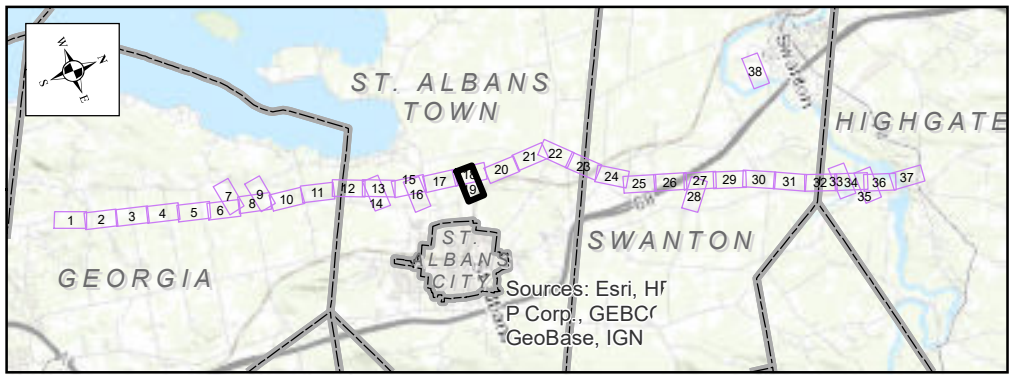 W
N
S
E
ST. ALBANS
TOWN
HIGHGATE
Swanton
38
1
2
3
4
5
6
7
8
9
10
11
12
13
14
15
16
17
18
19
20
21
22
23
24
25
26
27
28
29
30
31
32
33
34
35
36
37
GEORGIA
ST.
ALBANS
CITY
SWANTON
Sources: Esri,
P Corp., GEBCO
GeoBase, IGN